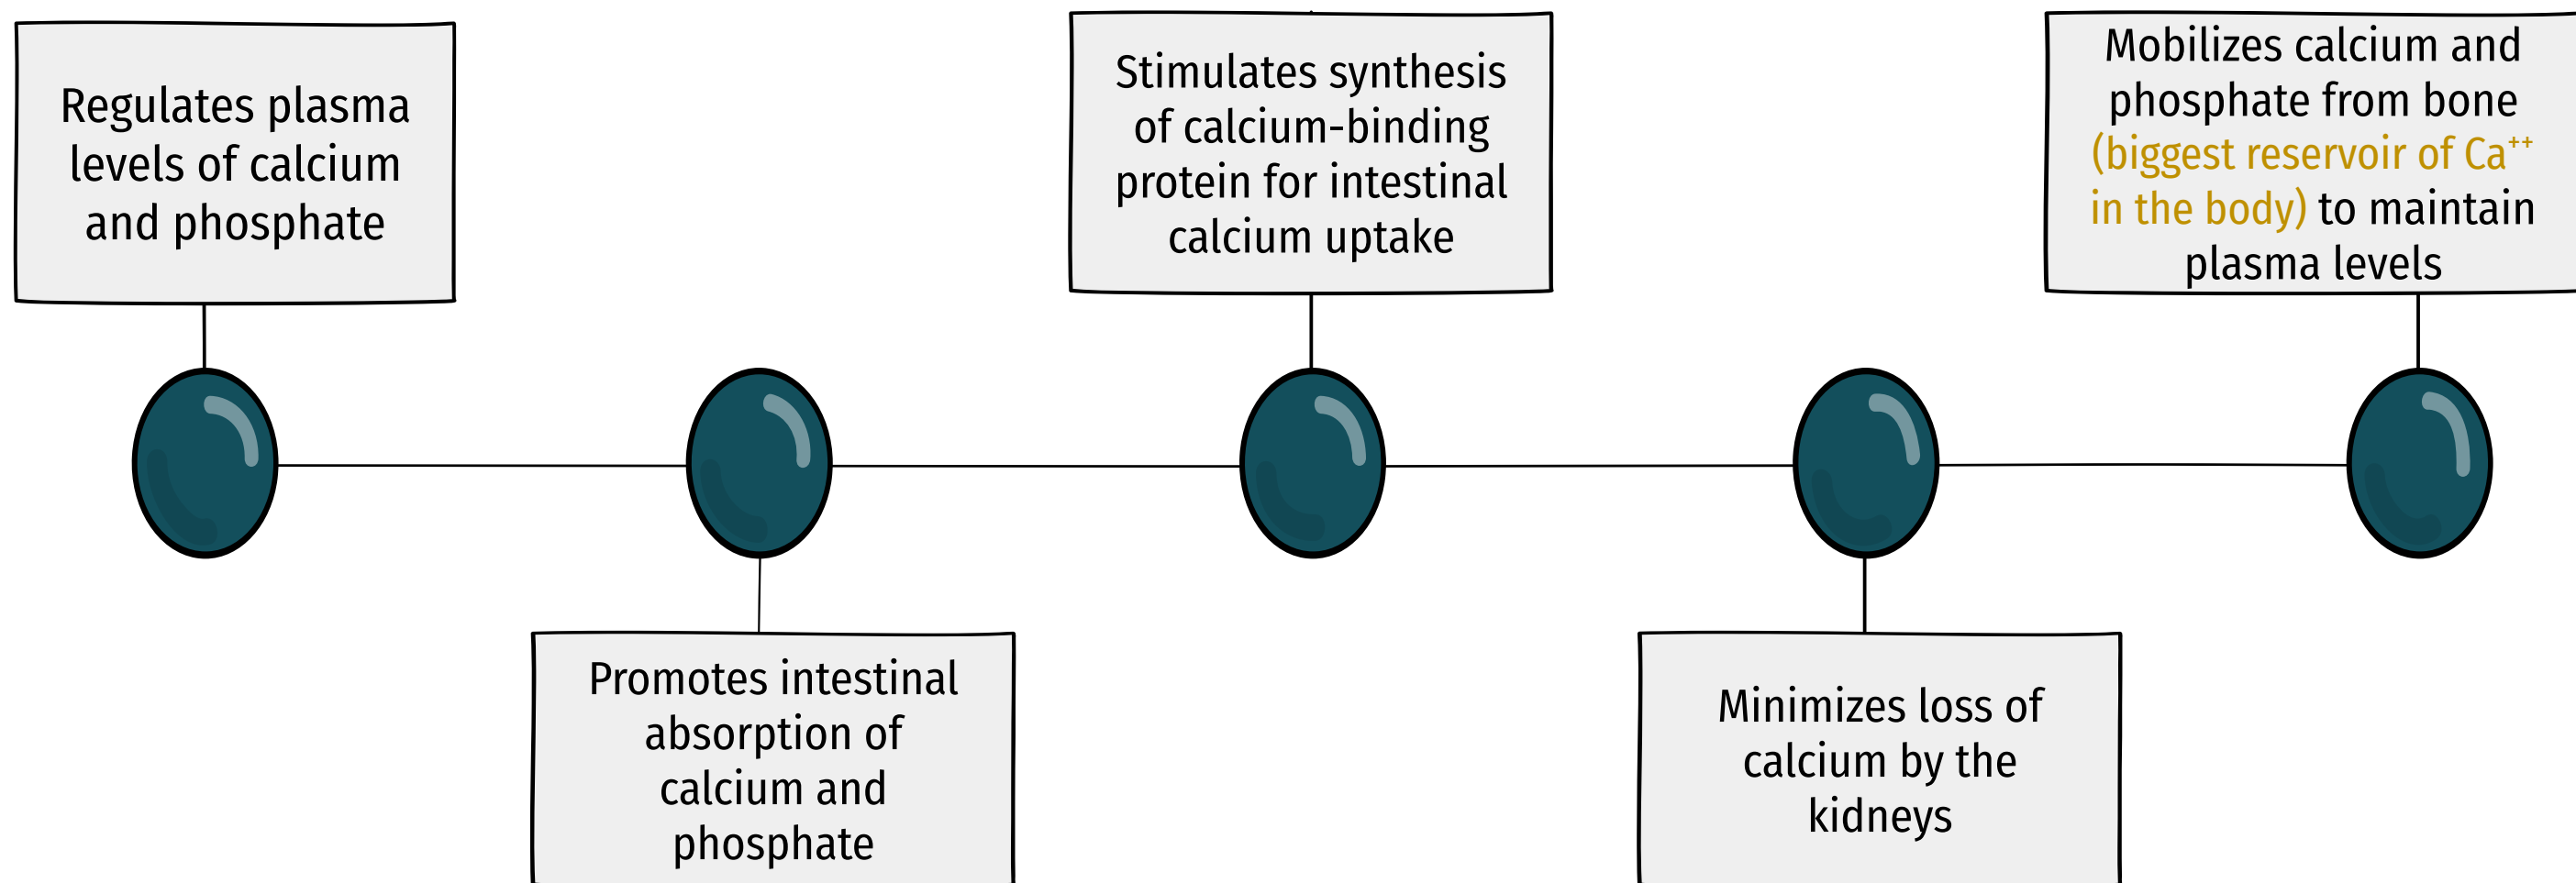 Regulates plasma
levels of calcium
and phosphate
Promotes intestinal
absorption of
calcium and
phosphate
Stimulates synthesis
of calcium-binding
protein for intestinal
calcium uptake
Minimizes loss of
calcium by the
kidneys
Mobilizes calcium and
phosphate from bone
(biggest reservoir of Ca⁺⁺
in the body) to maintain
plasma levels